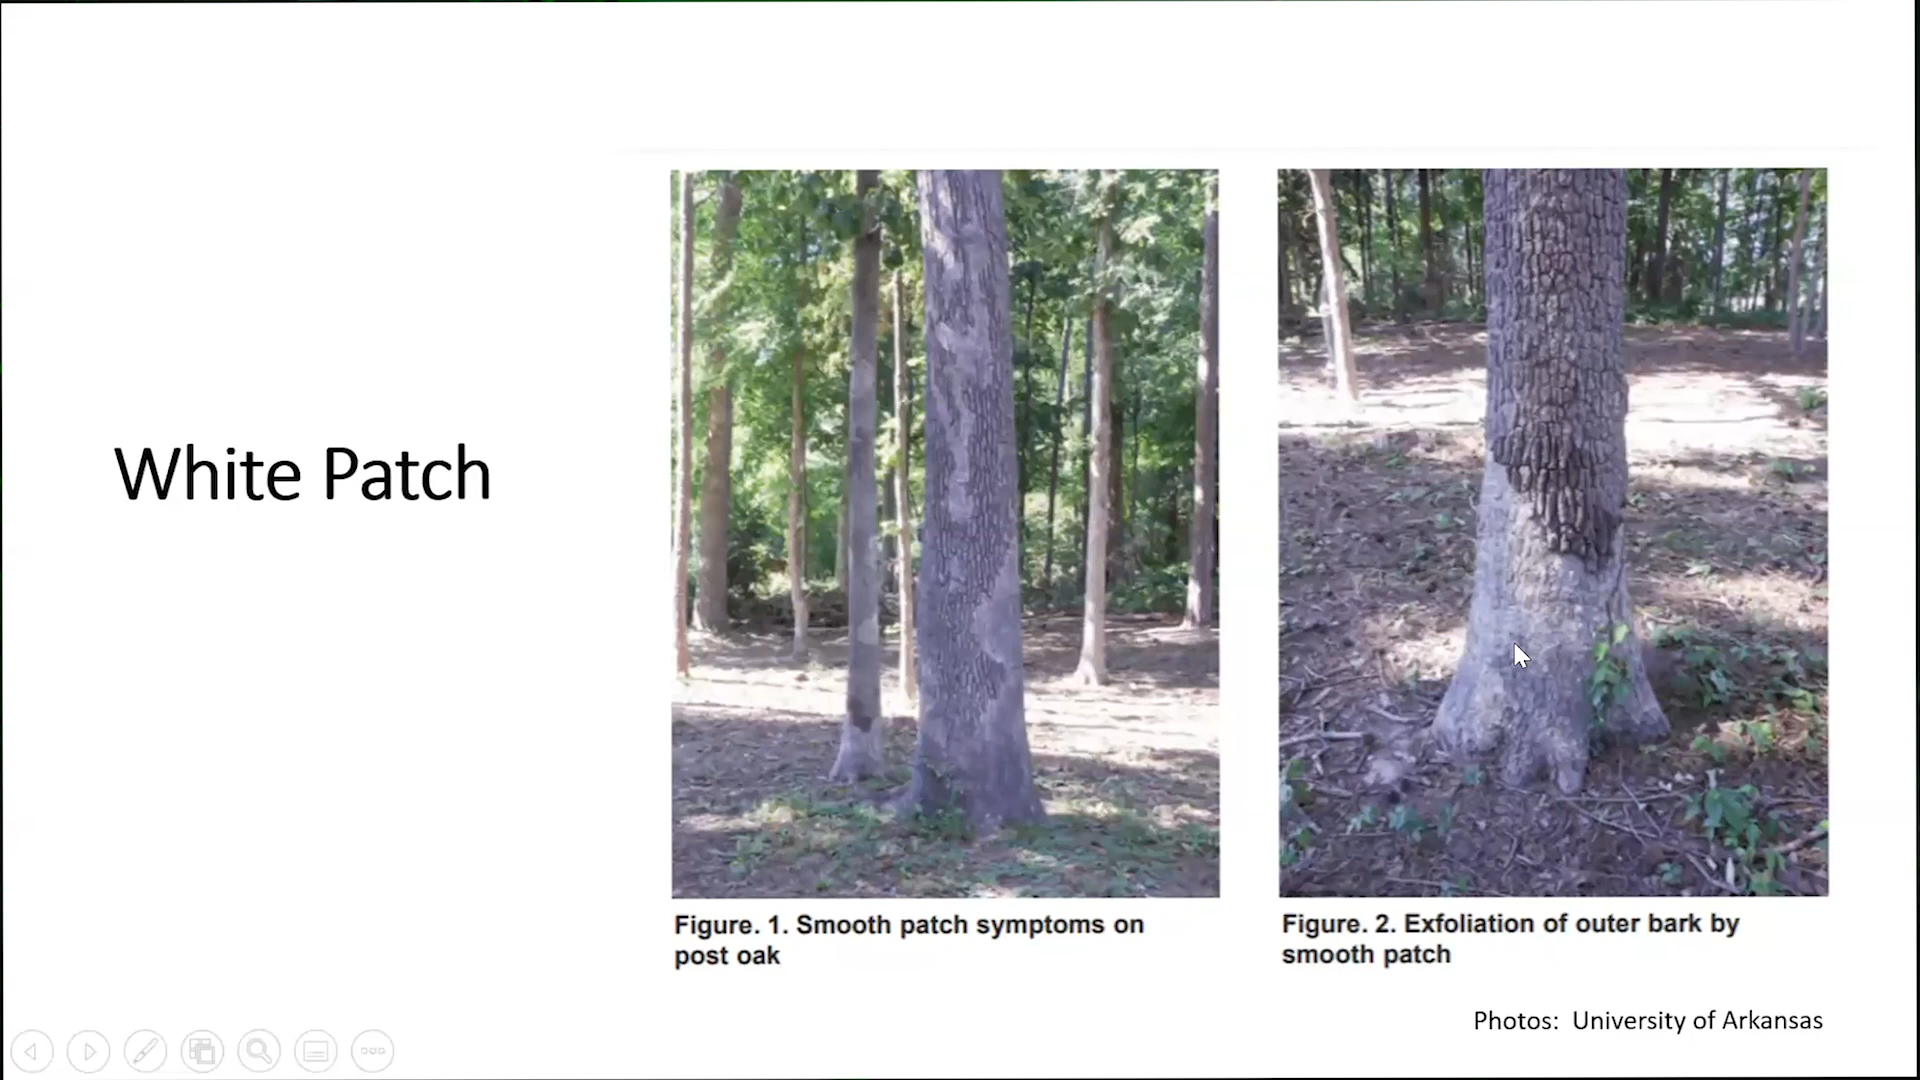 White Patch
Figure. 1. Smooth patch symptoms on
post oak
Figure. 2. Exfoliation of outer bark by
smooth patch
Photos:  University of Arkansas